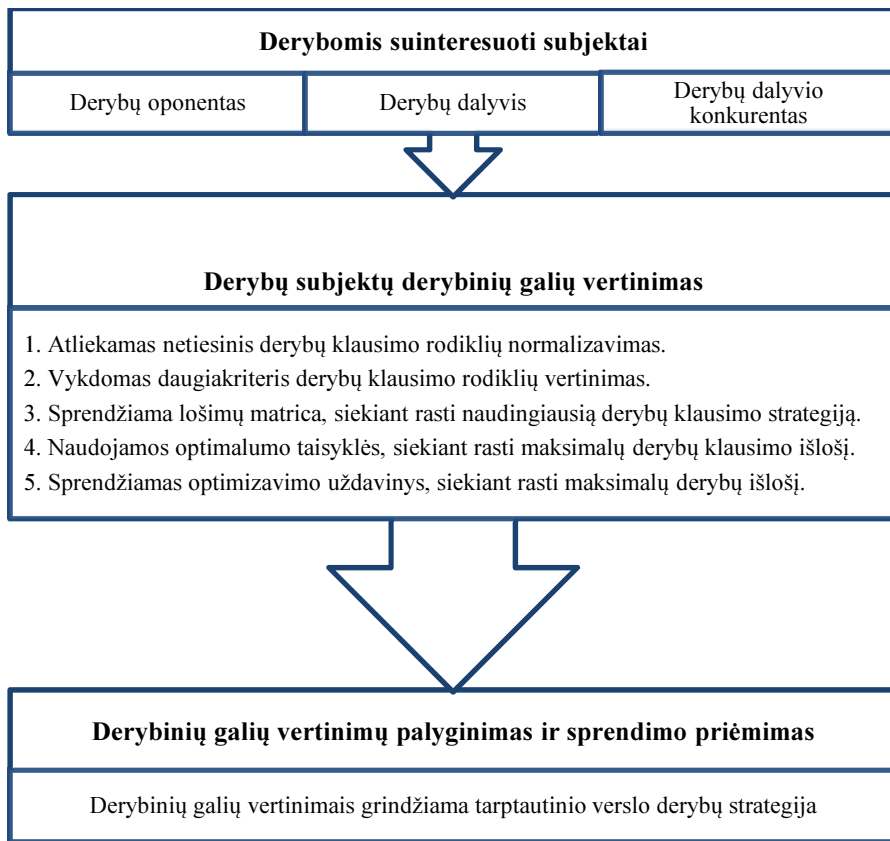 Derybomis suinteresuoti subjektai
Derybų oponentas
Derybų dalyvis
Derybų dalyvio
konkurentas
Derybų subjektų derybinių galių vertinimas
1. Atliekamas netiesinis derybų klausimo rodiklių normalizavimas.
2. Vykdomas daugiakriteris derybų klausimo rodiklių vertinimas.
3. Sprendžiama lošimų matrica, siekiant rasti naudingiausią derybų klausimo strategiją.
4. Naudojamos optimalumo taisyklės, siekiant rasti maksimalų derybų klausimo išlošį.
5. Sprendžiamas optimizavimo uždavinys, siekiant rasti maksimalų derybų išlošį.
Derybinių galių vertinimų palyginimas ir sprendimo priėmimas
Derybinių galių vertinimais grindžiama tarptautinio verslo derybų strategija